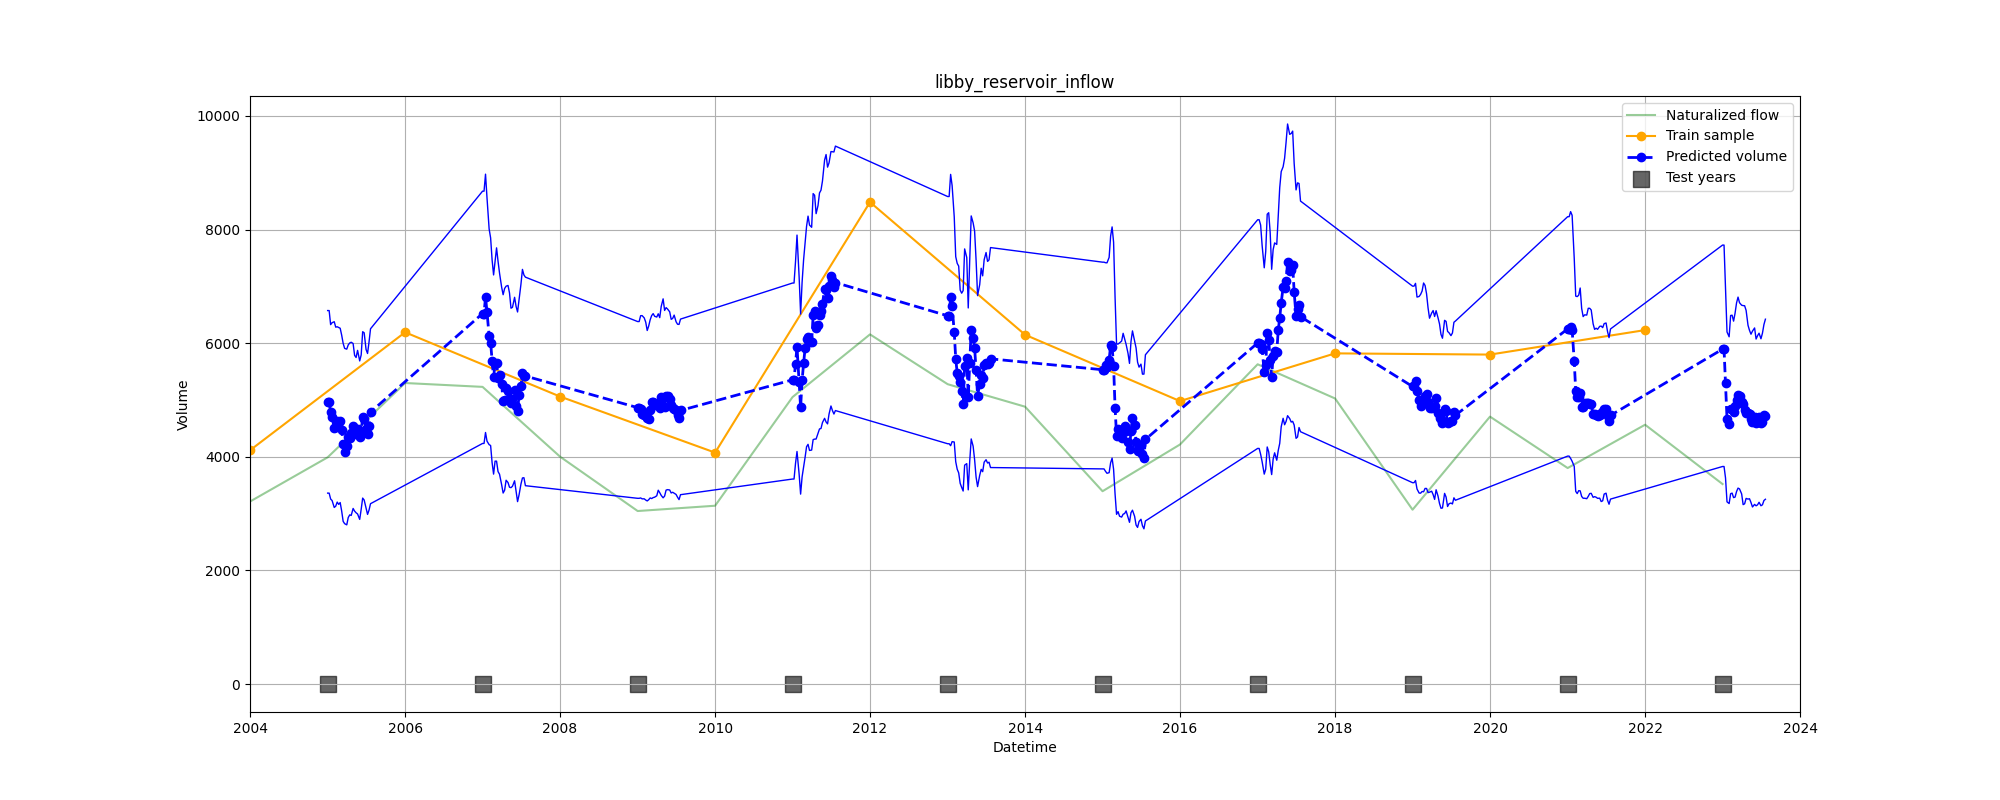 libby_reservoir_inflow
10000
8000
6000
4000
2000
0
Volume
Naturalized flow
Train sample
Predicted volume
Test years
2004 2006 2008 2010 2012 2014 2016 2018 2020 2022 2024
Datetime